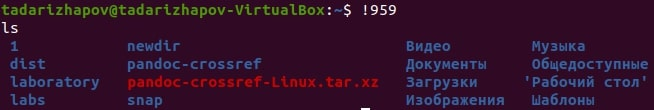 tadarizhapov@tadarizhapov-VirtualBox:~$ !959
ls
1 newdir Видео Музыка
dist pandoc-crossref Документы Общедоступные
laboratory pandoc-crossref-Linux.tar.xz Загрузки 'Рабочий стол'
labs snap Изображения Шаблоны